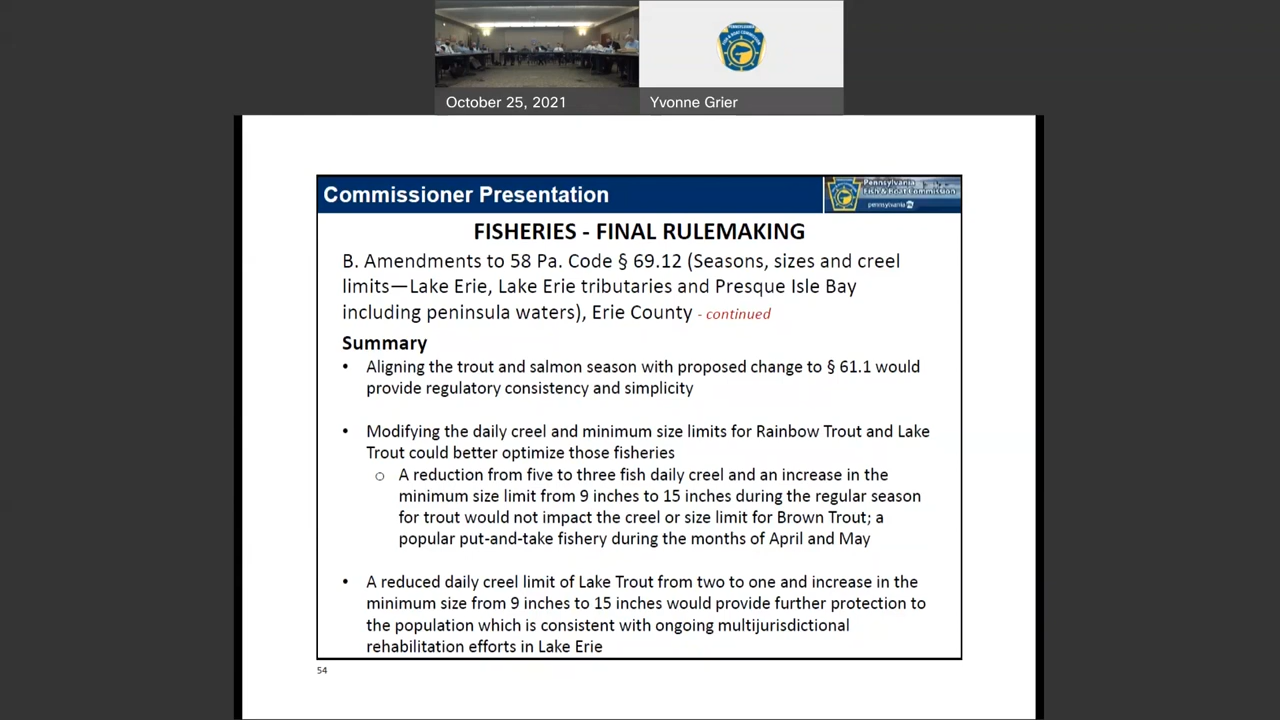 October 25, 2021
Yvonne Grier
Commissioner Presentation
Pennsylvania
Fish & Boat Commission
pennsylvania
FISHERIES - FINAL RULEMAKING
B. Amendments to 58 Pa. Code § 69.12 (Seasons, sizes and creel
limits—Lake Erie, Lake Erie tributaries and Presque Isle Bay
including peninsula waters), Erie County - continued
Summary
• Aligning the trout and salmon season with proposed change to § 61.1 would
provide regulatory consistency and simplicity
• Modifying the daily creel and minimum size limits for Rainbow Trout and Lake
Trout could better optimize those fisheries
○ A reduction from five to three fish daily creel and an increase in the
minimum size limit from 9 inches to 15 inches during the regular season
for trout would not impact the creel or size limit for Brown Trout; a
popular put-and-take fishery during the months of April and May
• A reduced daily creel limit of Lake Trout from two to one and increase in the
minimum size from 9 inches to 15 inches would provide further protection to
the population which is consistent with ongoing multijurisdictional
rehabilitation efforts in Lake Erie
54